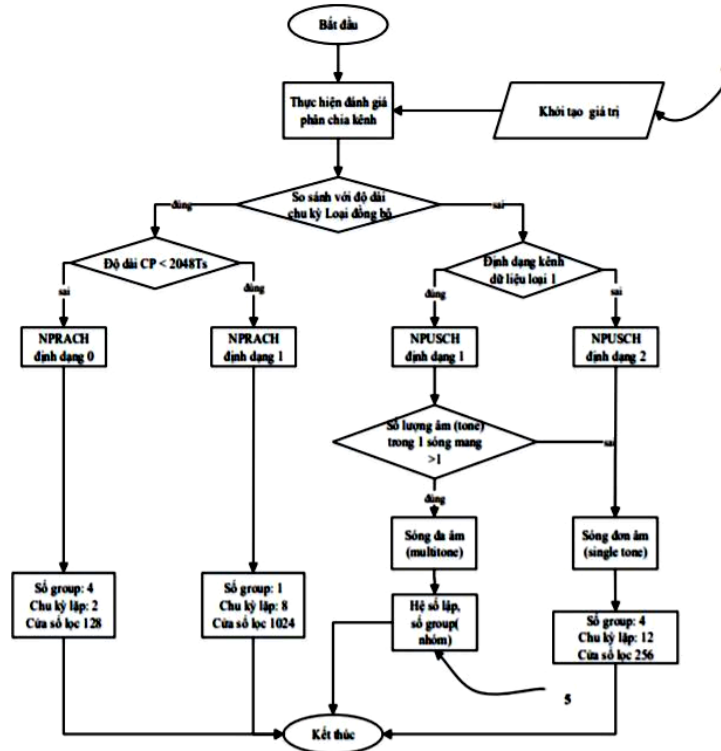 Bắt đầu
Thực hiện đánh giá
phân chia kênh
Khởi tạo giá trị
So sánh với độ dài
chu kỳ Loại đồng bộ
đúng
sai
Độ dài CP < 2048Ts
Định dạng kênh
dữ liệu loại 1
sai
đúng
đúng
sai
NPRACH
định dạng 0
NPRACH
định dạng 1
NPUSCH
định dạng 1
NPUSCH
định dạng 2
Số lượng âm (tone)
trong 1 sóng mang
>1
sai
đúng
Sóng đa âm
(multitone)
Sóng đơn âm
(single tone)
Số group: 4
Chu kỳ lặp: 2
Cửa sổ lọc 128
Số group: 1
Chu kỳ lặp: 8
Cửa sổ lọc 1024
Hệ số lặp,
số group(
nhóm)
Số group: 4
Chu kỳ lặp: 12
Cửa sổ lọc 256
5
Kết thúc